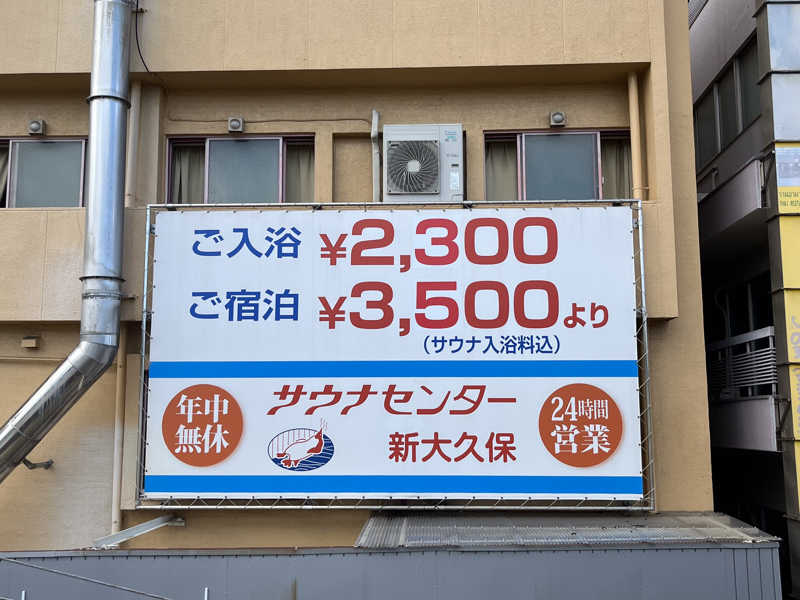 ご入浴 ¥2,300
ご宿泊 ¥3,500より
(サウナ入浴料込)
年中
無休
サウナセンター
新大久保
24時間
営業